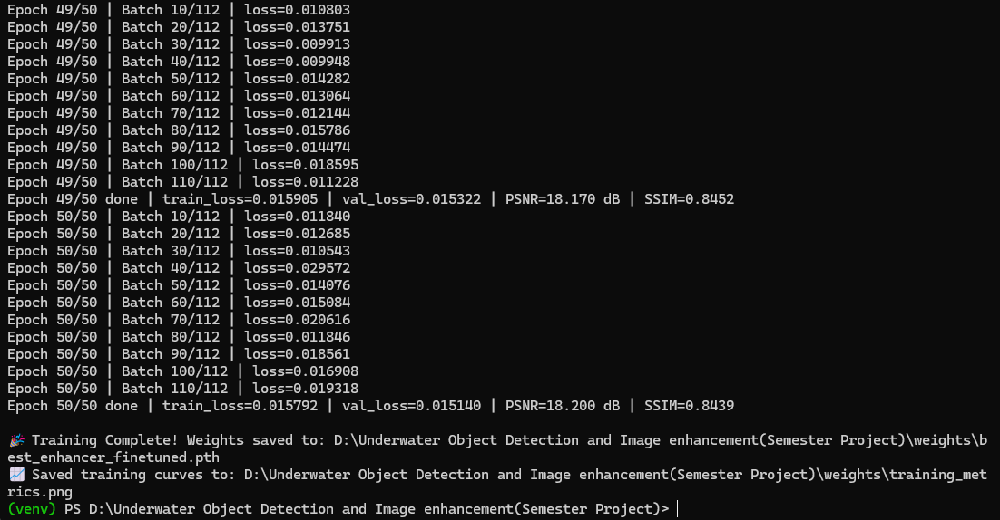 Epoch 49/50 | Batch 10/112 | loss=0.010803
Epoch 49/50 | Batch 20/112 | loss=0.013751
Epoch 49/50 | Batch 30/112 | loss=0.009913
Epoch 49/50 | Batch 40/112 | loss=0.009948
Epoch 49/50 | Batch 50/112 | loss=0.014282
Epoch 49/50 | Batch 60/112 | loss=0.013064
Epoch 49/50 | Batch 70/112 | loss=0.012144
Epoch 49/50 | Batch 80/112 | loss=0.015786
Epoch 49/50 | Batch 90/112 | loss=0.014474
Epoch 49/50 | Batch 100/112 | loss=0.018595
Epoch 49/50 | Batch 110/112 | loss=0.011228
Epoch 49/50 done | train_loss=0.015905 | val_loss=0.015322 | PSNR=18.170 dB | SSIM=0.8452
Epoch 50/50 | Batch 10/112 | loss=0.011840
Epoch 50/50 | Batch 20/112 | loss=0.012685
Epoch 50/50 | Batch 30/112 | loss=0.010543
Epoch 50/50 | Batch 40/112 | loss=0.029572
Epoch 50/50 | Batch 50/112 | loss=0.014076
Epoch 50/50 | Batch 60/112 | loss=0.015084
Epoch 50/50 | Batch 70/112 | loss=0.020616
Epoch 50/50 | Batch 80/112 | loss=0.011846
Epoch 50/50 | Batch 90/112 | loss=0.018561
Epoch 50/50 | Batch 100/112 | loss=0.016908
Epoch 50/50 | Batch 110/112 | loss=0.019318
Epoch 50/50 done | train_loss=0.015792 | val_loss=0.015140 | PSNR=18.200 dB | SSIM=0.8439
🎉 Training Complete! Weights saved to: D:\Underwater Object Detection and Image enhancement(Semester Project)\weights\b
est_enhancer_finetuned.pth
📈 Saved training curves to: D:\Underwater Object Detection and Image enhancement(Semester Project)\weights\training_met
rics.png
(venv) PS D:\Underwater Object Detection and Image enhancement(Semester Project)>